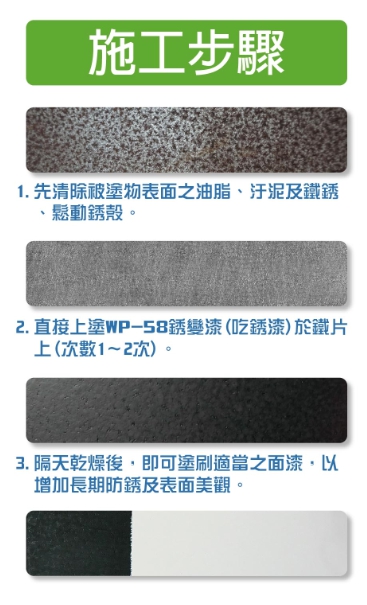 施工步驟
1. 先清除被塗物表面之油脂、汙泥及鐵銹
、鬆動銹殼。
2. 直接上塗WP-58銹變漆(吃銹漆)於鐵片
上(次數1～2次)。
3. 隔天乾燥後，即可塗刷適當之面漆，以
增加長期防銹及表面美觀。